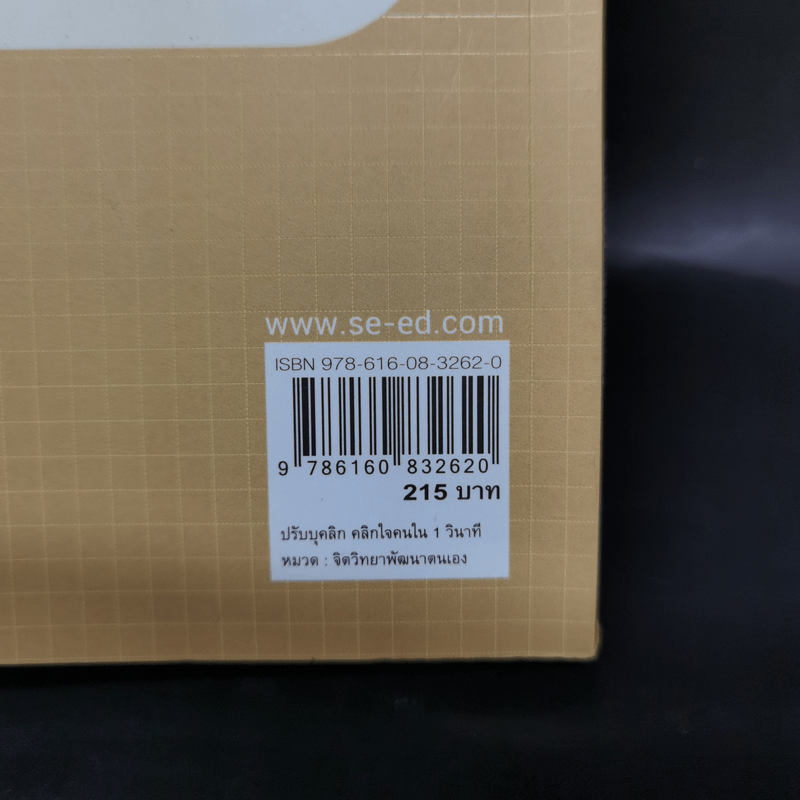 www.se-ed.com
ISBN 978-616-08-3262-0
9 786160 832620
215 บาท
ปรับบุคลิก คลิกใจคนใน 1 วินาที
หมวด : จิตวิทยาพัฒนาตนเอง